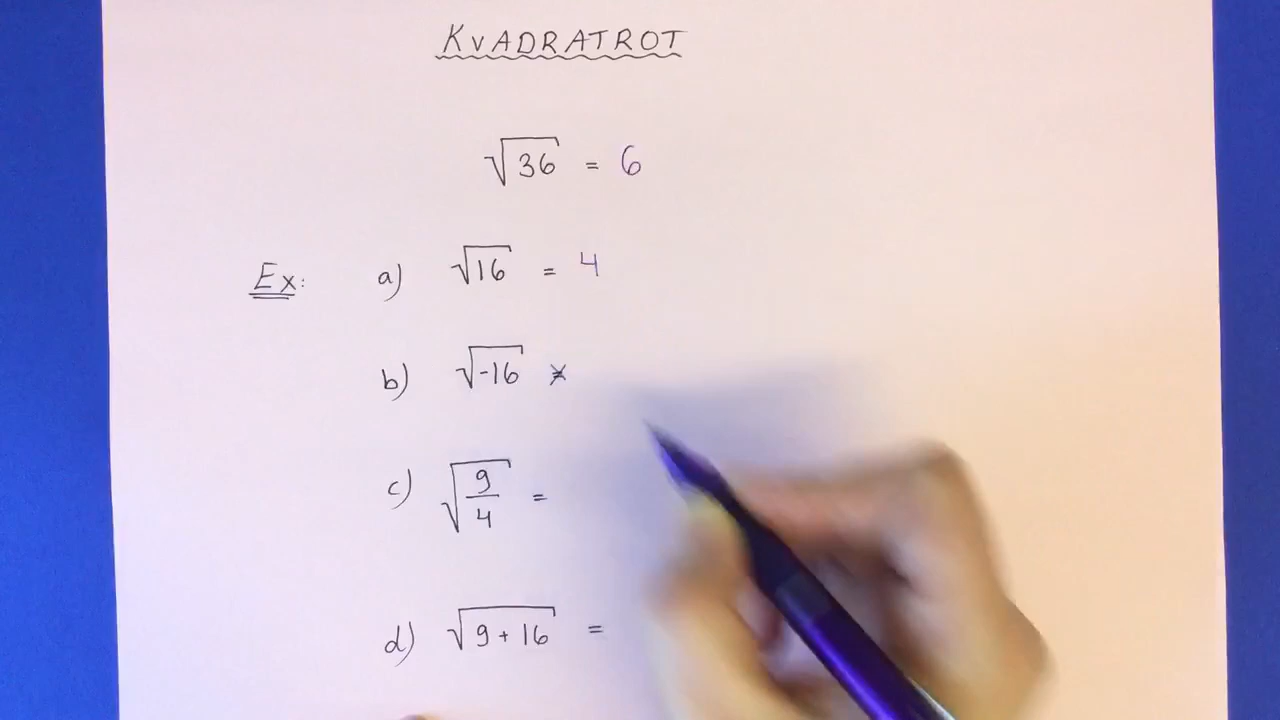 KVADRATROT
√36 = 6
Ex: a) √16 = 4
b) √-16 ≠
c) √9/4 =
d) √9 + 16 =